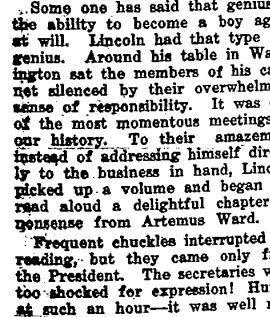 Some one has said that genius
the ability to become a boy ag
at will. Lincoln had that type
genius. Around his table in Wa
ington sat the members of his ca
net silenced by their overwhelm
sense of responsibility. It was
of the most momentous meetings
our history. To their amazem
instead of addressing himself dir
ly to the business in hand, Linc
picked up a volume and began
read aloud a delightful chapter
nonsense from Artemus Ward.
Frequent chuckles interrupted
reading, but they came only f
the President. The secretaries w
too shocked for expression! Hu
at such an hour—it was well n